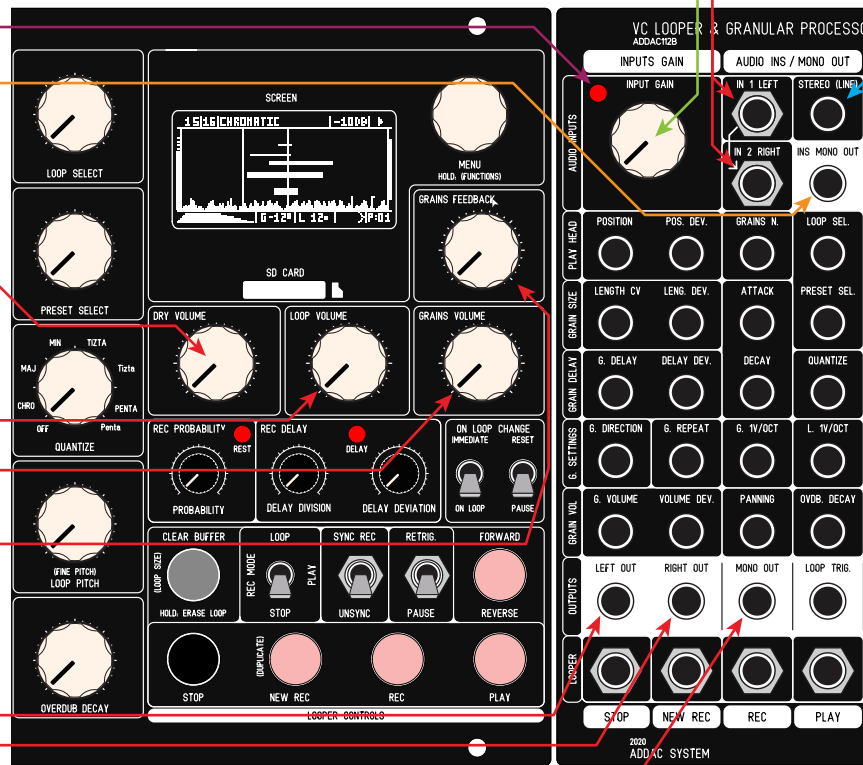 VC LOOPER & GRANULAR PROCESSO
ADDAC112B
INPUTS GAIN
AUDIO INS / MONO OUT
SCREEN
15|16|CHROMATIC
|-10DB|
LOOP SELECT
MENU
HOLD: (FUNCTIONS)
GRAINS FEEDBACK
SD CARD
PRESET SELECT
DRY VOLUME
LOOP VOLUME
GRAINS VOLUME
MIN
TIZTA
MAJ
Tizta
CHRO
PENTA
OFF
Penta
QUANTIZE
REC PROBABILITY
REST
PROBABILITY
REC DELAY
DELAY
DELAY DIVISION
DELAY DEVIATION
ON LOOP CHANGE
IMMEDIATE
RESET
ON LOOP
PAUSE
(FINE PITCH)
LOOP PITCH
CLEAR BUFFER
(LOOP SIZE)
HOLD: ERASE LOOP
LOOP
REC MODE
PLAY
STOP
SYNC REC
UNSYNC
RETRIG.
PAUSE
FORWARD
REVERSE
OVERDUB DECAY
STOP
(DUPLICATE)
NEW REC
REC
PLAY
LOOPER CONTROLS
AUDIO INPUTS
INPUT GAIN
IN 1 LEFT
STEREO (LINE)
IN 2 RIGHT
INS MONO OUT
PLAY HEAD
POSITION
POS. DEV.
GRAINS N.
LOOP SEL.
GRAIN SIZE
LENGTH CV
LENG. DEV.
ATTACK
PRESET SEL.
GRAIN DELAY
G. DELAY
DELAY DEV.
DECAY
QUANTIZE
G. SETTINGS
G. DIRECTION
G. REPEAT
G. 1V/OCT
L. 1V/OCT
GRAIN VOL
G. VOLUME
VOLUME DEV.
PANNING
OVDB. DECAY
OUTPUTS
LEFT OUT
RIGHT OUT
MONO OUT
LOOP TRIG.
LOOPER
STOP
NEW REC
REC
PLAY
2020
ADDAC SYSTEM